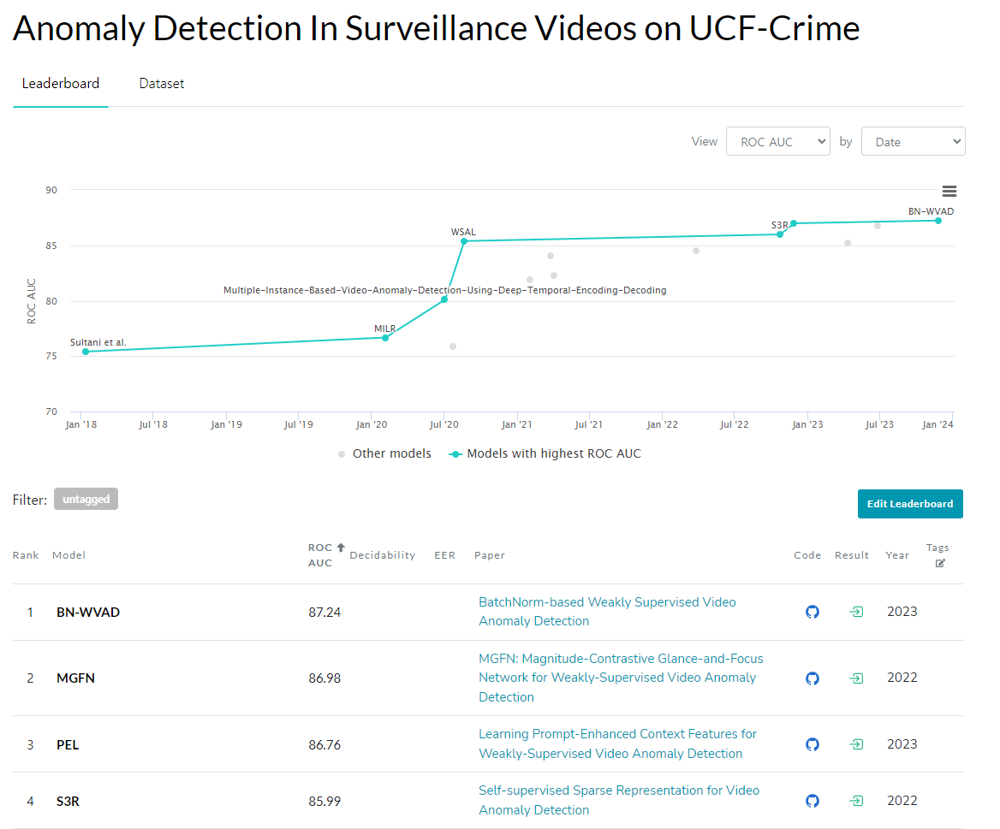 Anomaly Detection In Surveillance Videos on UCF-Crime
Leaderboard Dataset
View ROC AUC by Date
90
85
80
75
70
ROC AUC
BN-WVAD
S3R
WSAL
Multiple-Instance-Based-Video-Anomaly-Detection-Using-Deep-Temporal-Encoding-Decoding
MILR
Sultani et al.
Jan '18 Jul '18 Jan '19 Jul '19 Jan '20 Jul '20 Jan '21 Jul '21 Jan '22 Jul '22 Jan '23 Jul '23 Jan '24
Other models Models with highest ROC AUC
Filter: untagged
Edit Leaderboard
Rank Model ROC AUC Decidability EER Paper Code Result Year Tags
1 BN-WVAD 87.24 BatchNorm-based Weakly Supervised Video
Anomaly Detection 2023
2 MGFN 86.98 MGFN: Magnitude-Contrastive Glance-and-Focus
Network for Weakly-Supervised Video Anomaly
Detection 2022
3 PEL 86.76 Learning Prompt-Enhanced Context Features for
Weakly-Supervised Video Anomaly Detection 2023
4 S3R 85.99 Self-supervised Sparse Representation for Video
Anomaly Detection 2022